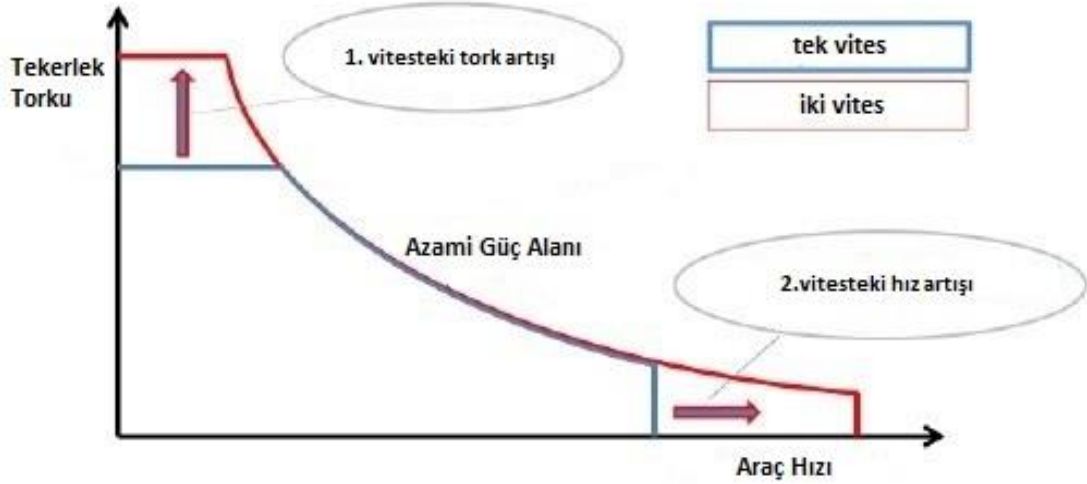 Tekerlek
Torku
1. vitesteki tork artışı
tek vites
iki vites
Azami Güç Alanı
2.vitesteki hız artışı
Araç Hızı